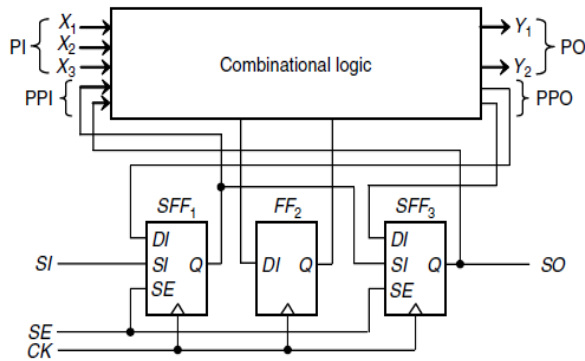 PI
X1
X2
X3
PPI
Combinational logic
Y1
Y2
PO
PPO
SFF1
FF2
SFF3
DI
SI
SI Q
SE
DI Q
DI
SI Q
SE
SO
SE
CK